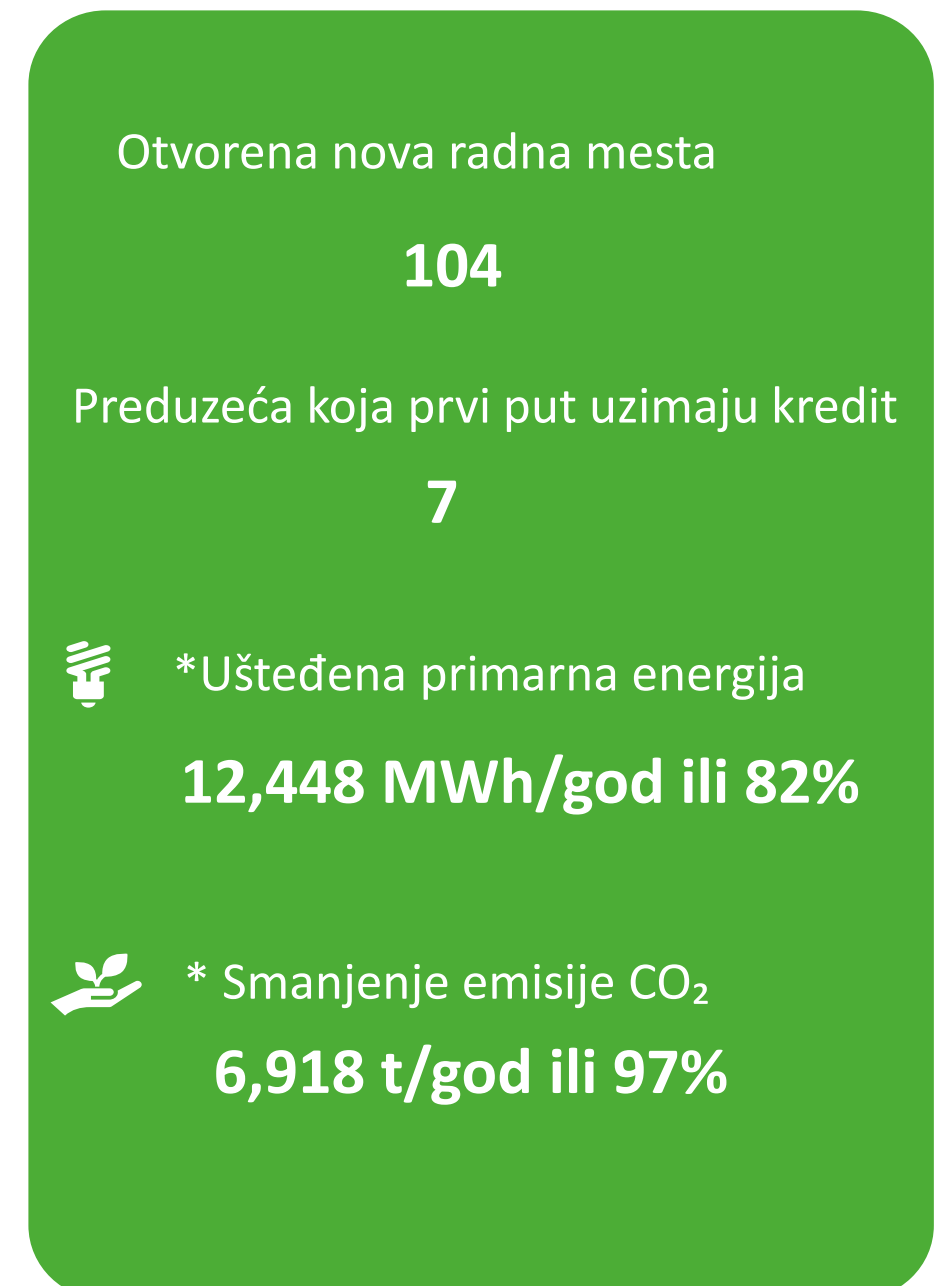 Otvorena nova radna mesta
104
Preduzeća koja prvi put uzimaju kredit
7
*Ušteđena primarna energija
12,448 MWh/god ili 82%
* Smanjenje emisije CO₂
6,918 t/god ili 97%